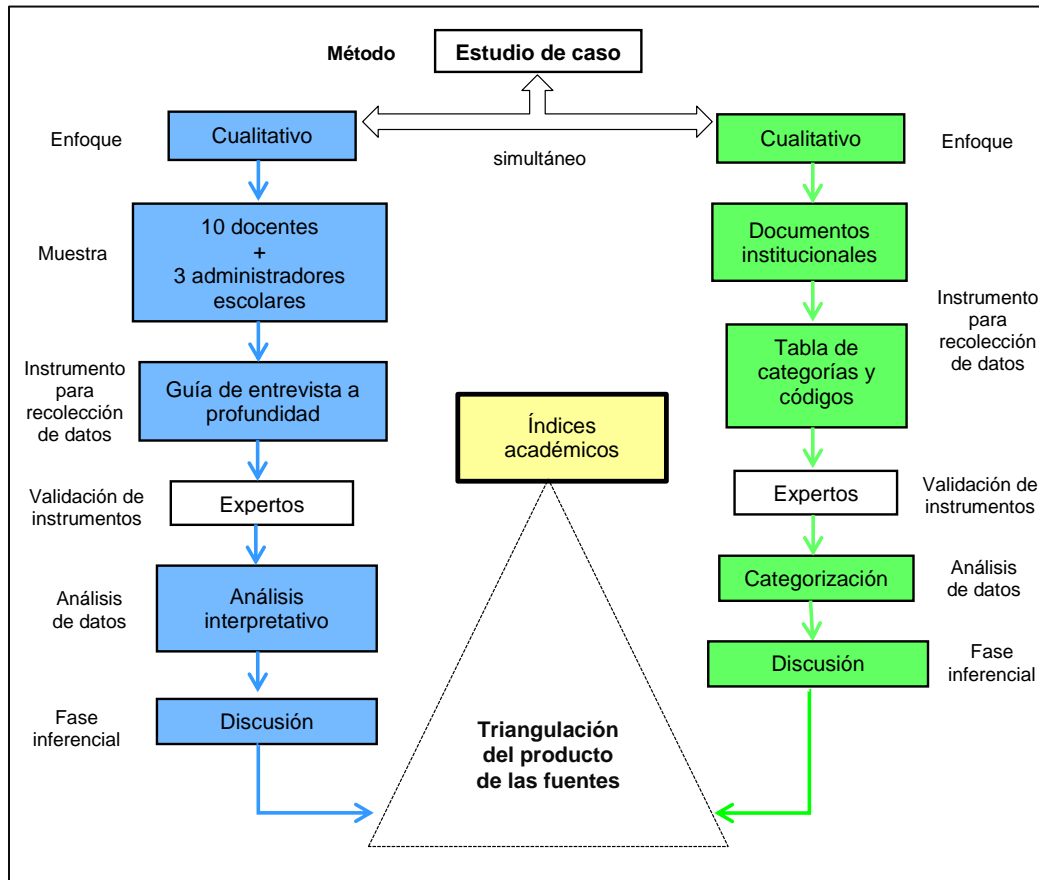 Método
Estudio de caso
simultáneo
Enfoque
Cualitativo
Muestra
10 docentes
+
3 administradores
escolares
Instrumento
para
recolección
de datos
Guía de entrevista a
profundidad
Validación de
instrumentos
Expertos
Análisis
de datos
Análisis
interpretativo
Fase
inferencial
Discusión
Índices
académicos
Triangulación
del producto
de las fuentes
Cualitativo
Enfoque
Documentos
institucionales
Instrumento
para
recolección
de datos
Tabla de
categorías y
códigos
Expertos
Validación de
instrumentos
Categorización
Análisis
de datos
Discusión
Fase
inferencial